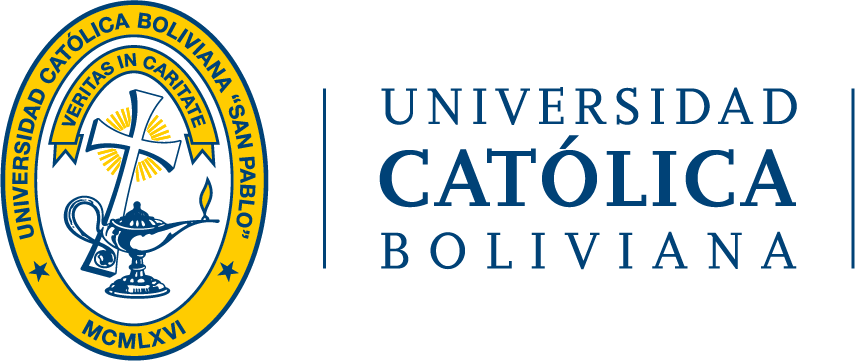 UNIVERSIDAD CATÓLICA BOLIVIANA "SAN PABLO"
VERITAS IN CARITATE
MCMLXVI
UNIVERSIDAD
CATÓLICA
BOLIVIANA